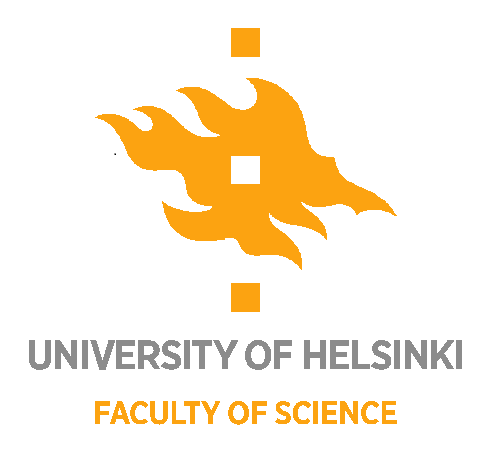 UNIVERSITY OF HELSINKI
FACULTY OF SCIENCE